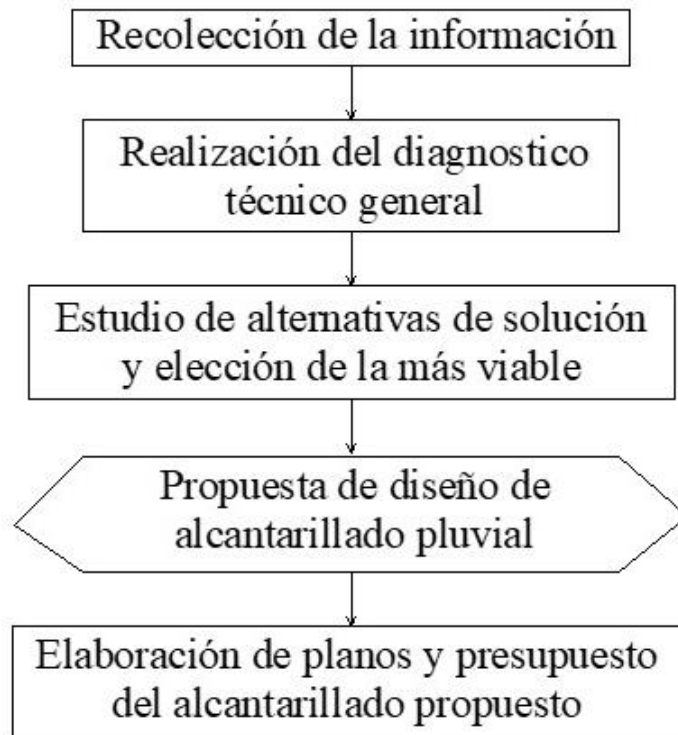 Recolección de la información
Realización del diagnostico
técnico general
Estudio de alternativas de solución
y elección de la más viable
Propuesta de diseño de
alcantarillado pluvial
Elaboración de planos y presupuesto
del alcantarillado propuesto